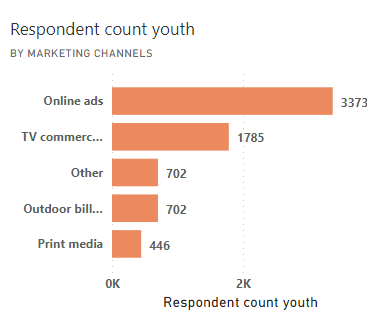 Respondent count youth
BY MARKETING CHANNELS
Online ads 3373
TV commerc... 1785
Other 702
Outdoor bill... 702
Print media 446
0K 2K
Respondent count youth